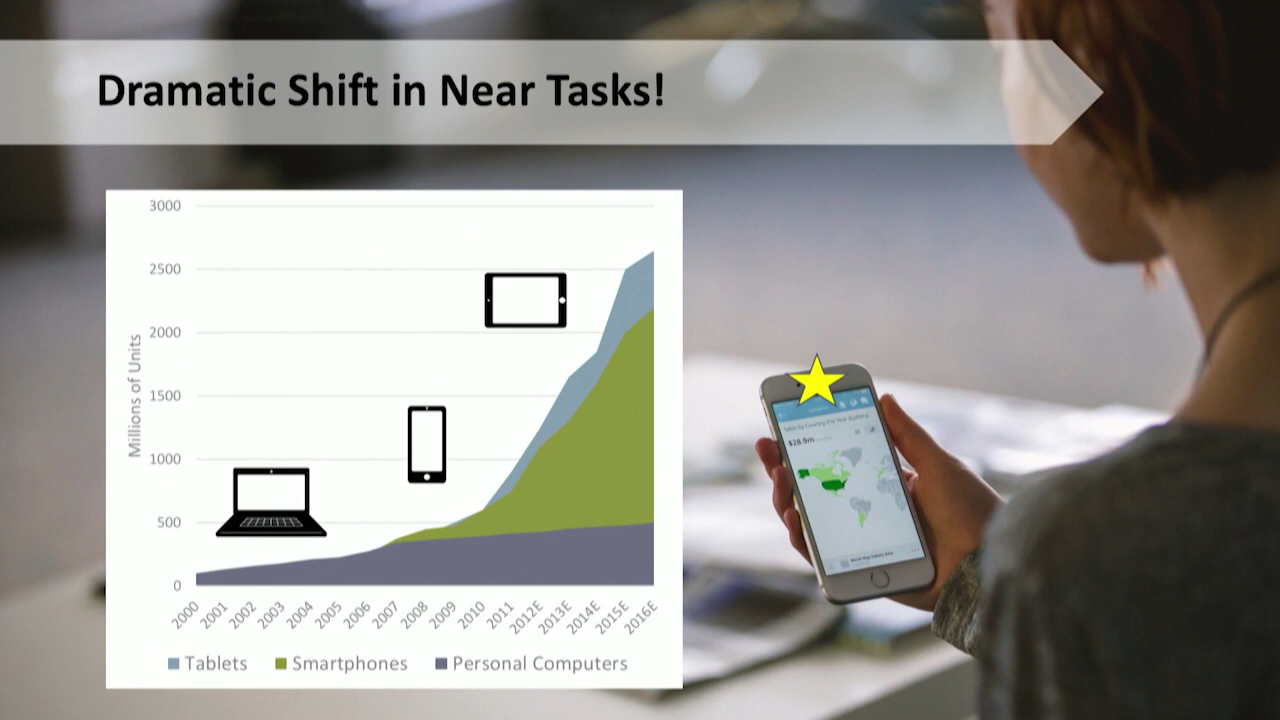 Dramatic Shift in Near Tasks!
3000
2500
2000
1500
1000
500
0
Millions of Units
2000
2001
2002
2003
2004
2005
2006
2007
2008
2009
2010
2011
2012E
2013E
2014E
2015E
2016E
Tablets
Smartphones
Personal Computers
$28.9m